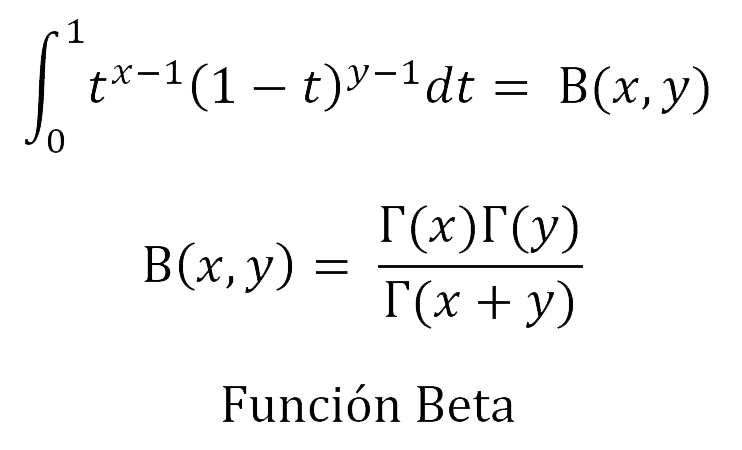 ∫₀¹ t^{x−1}(1 − t)^{y−1}dt = B(x, y)
B(x, y) = Γ(x)Γ(y) / Γ(x + y)
Función Beta